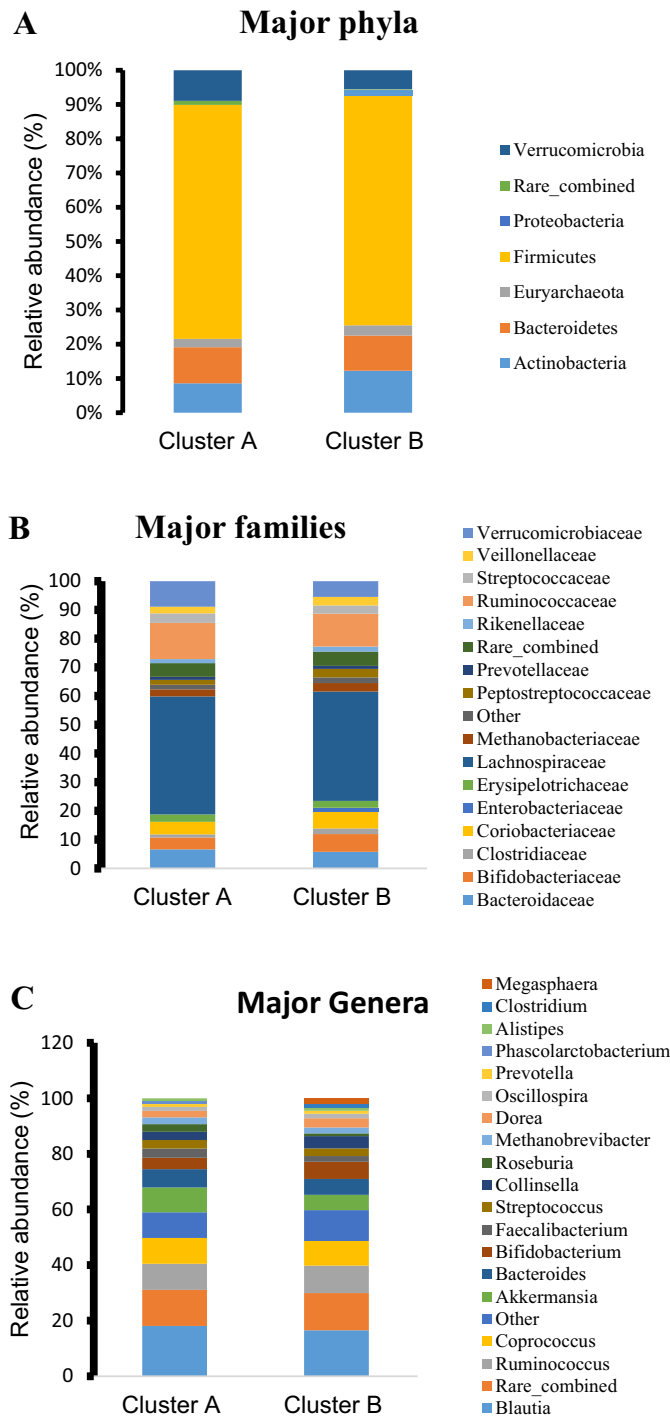 A
Major phyla
Relative abundance (%)
100%
90%
80%
70%
60%
50%
40%
30%
20%
10%
0%
Cluster A
Cluster B
Verrucomicrobia
Rare_combined
Proteobacteria
Firmicutes
Euryarchaeota
Bacteroidetes
Actinobacteria
B
Major families
Relative abundance (%)
100
90
80
70
60
50
40
30
20
10
0
Cluster A
Cluster B
Verrucomicrobiaceae
Veillonellaceae
Streptococcaceae
Ruminococcaceae
Rikenellaceae
Rare_combined
Prevotellaceae
Peptostreptococcaceae
Other
Methanobacteriaceae
Lachnospiraceae
Erysipelotrichaceae
Enterobacteriaceae
Coriobacteriaceae
Clostridiaceae
Bifidobacteriaceae
Bacteroidaceae
C
Major Genera
Relative abundance (%)
120
100
80
60
40
20
0
Cluster A
Cluster B
Megasphaera
Clostridium
Alistipes
Phascolarctobacterium
Prevotella
Oscillospira
Dorea
Methanobrevibacter
Roseburia
Collinsella
Streptococcus
Faecalibacterium
Bifidobacterium
Bacteroides
Akkermansia
Other
Coprococcus
Ruminococcus
Rare_combined
Blautia